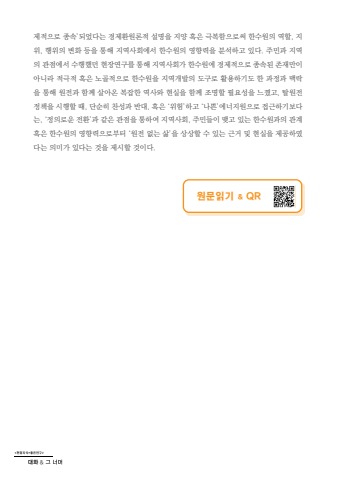 제적으로 종속’되었다는 경제환원론적 설명을 지양 혹은 극복함으로써 한수원의 역할, 지
위, 행위의 변화 등을 통해 지역사회에서 한수원의 영향력을 분석하고 있다. 주민과 지역
의 관점에서 수행했던 현장연구를 통해 지역사회가 한수원에 경제적으로 종속된 존재만이
아니라 적극적 혹은 노골적으로 한수원을 지역개발의 도구로 활용하기도 한 과정과 맥락
을 통해 원전과 함께 살아온 복잡한 역사와 현실을 함께 조명할 필요성을 느꼈고, 탈원전
정책을 시행할 때, 단순히 찬성과 반대, 혹은 ‘위험’하고 ‘나쁜’ 에너지원으로 접근하기보다
는, ‘정의로운 전환’과 같은 관점을 통하여 지역사회, 주민들이 맺고 있는 한수원과의 관계
혹은 한수원의 영향력으로부터 ‘원전 없는 삶’을 상상할 수 있는 근거 및 현실을 제공하였
다는 의미가 있다는 것을 제시할 것이다.
원문읽기 & QR
대화 & 그 너머